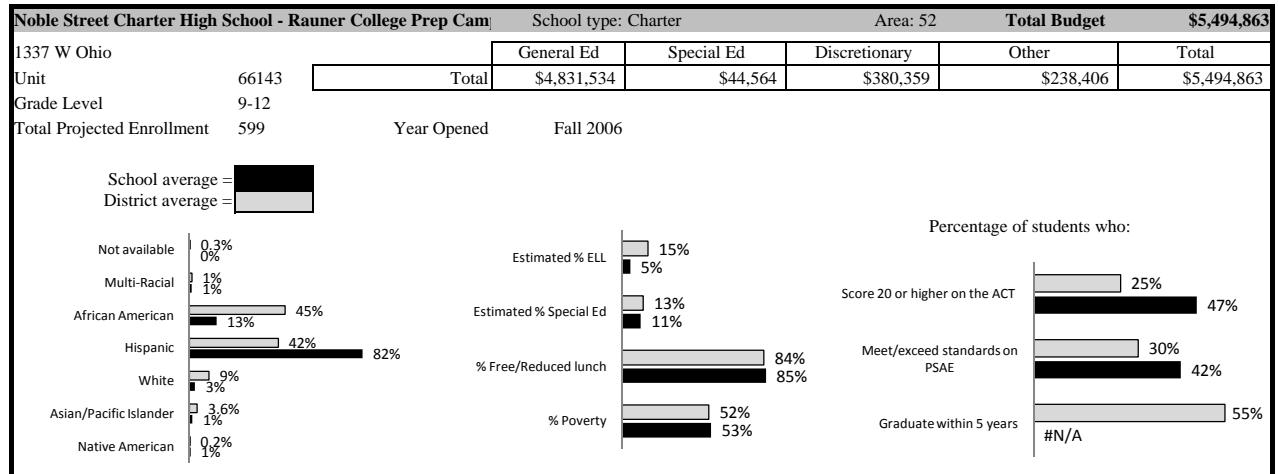 Noble Street Charter High School - Rauner College Prep Cam School type: Charter Area: 52 Total Budget $5,494,863
1337 W Ohio General Ed Special Ed Discretionary Other Total
Unit 66143 Total $4,831,534 $44,564 $380,359 $238,406 $5,494,863
Grade Level 9-12
Total Projected Enrollment 599 Year Opened Fall 2006
School average =
District average =
Not available 0.3% 0%
Multi-Racial 1% 1%
African American 45% 13%
Hispanic 42% 82%
White 9% 3%
Asian/Pacific Islander 3.6% 1%
Native American 0.2% 1%
Estimated % ELL 15% 5%
Estimated % Special Ed 13% 11%
% Free/Reduced lunch 84% 85%
% Poverty 52% 53%
Percentage of students who:
Score 20 or higher on the ACT 25% 47%
Meet/exceed standards on
PSAE 30% 42%
Graduate within 5 years 55% #N/A